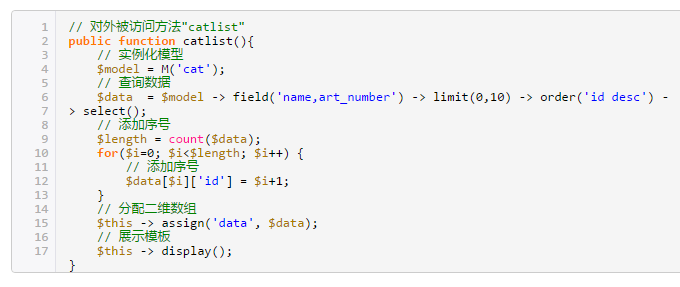 1 // 对外被访问方法"catlist"
2 public function catlist(){
3 // 实例化模型
4 $model = M('cat');
5 // 查询数据
6 $data  = $model -> field('name,art_number') -> limit(0,10) -> order('id desc') -
7 > select();
8 // 添加序号
9 $length = count($data);
10 for($i=0; $i<$length; $i++) {
11 // 添加序号
12 $data[$i]['id'] = $i+1;
13 }
14 // 分配二维数组
15 $this -> assign('data', $data);
16 // 展示模板
17 $this -> display();
}